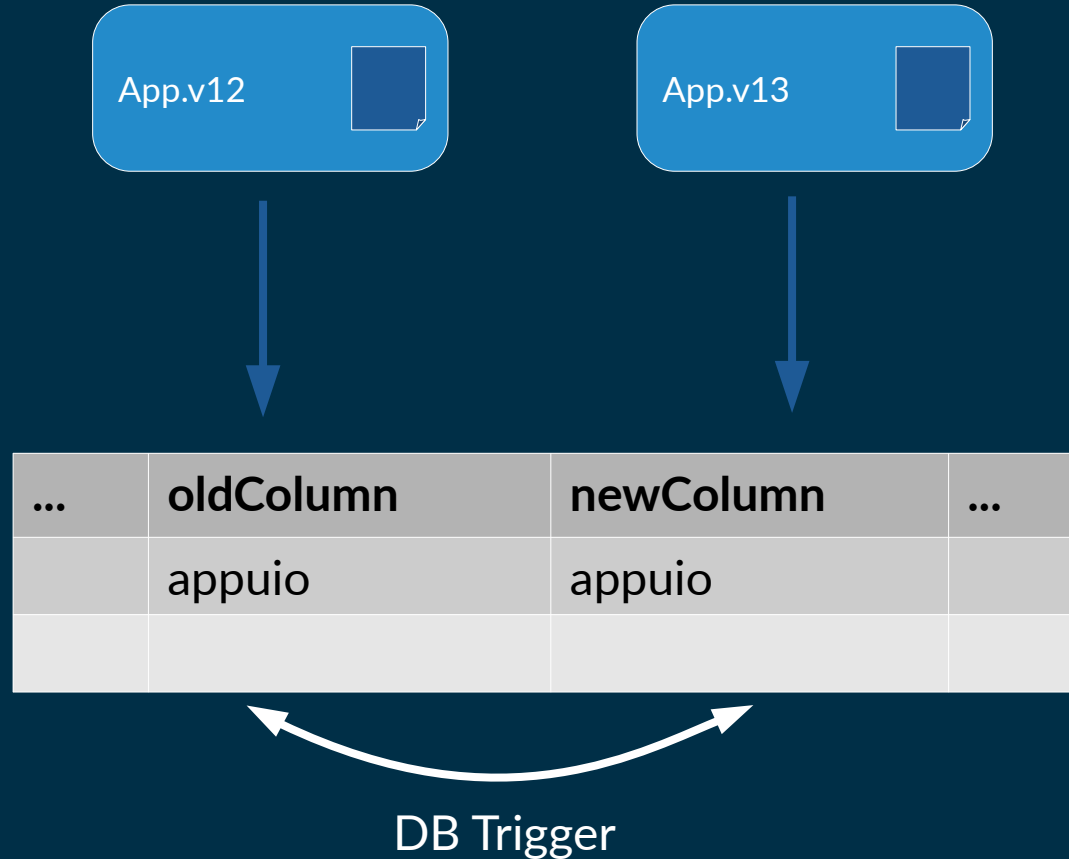 App.v12
App.v13
... oldColumn newColumn ...
appuio appuio
DB Trigger